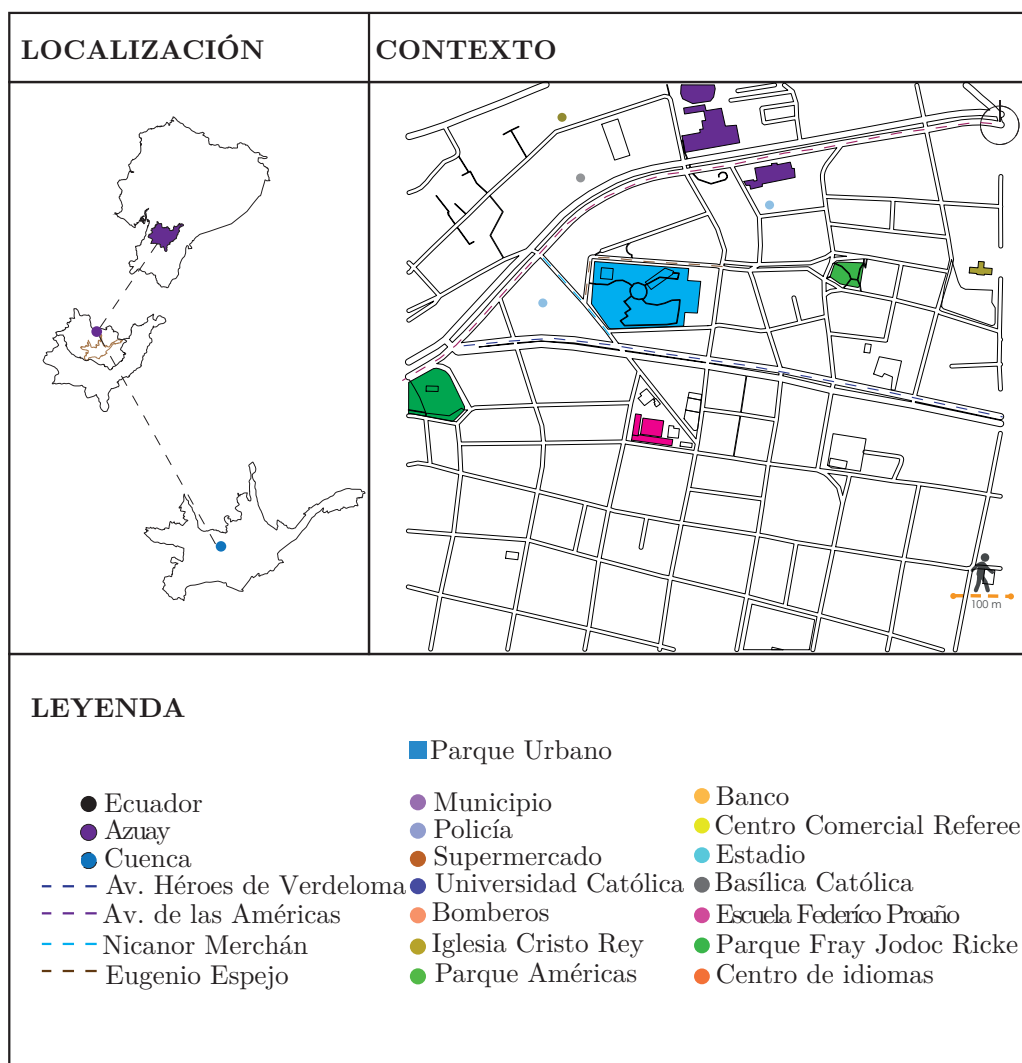 LOCALIZACIÓN
CONTEXTO
100 m
LEYENDA
Parque Urbano
Ecuador
Azuay
Cuenca
Av. Héroes de Verdeloma
Av. de las Américas
Nicanor Merchán
Eugenio Espejo
Municipio
Policía
Supermercado
Universidad Católica
Bomberos
Iglesia Cristo Rey
Parque Américas
Banco
Centro Comercial Referee
Estadio
Basílica Católica
Escuela Federíco Proaño
Parque Fray Jodoc Ricke
Centro de idiomas